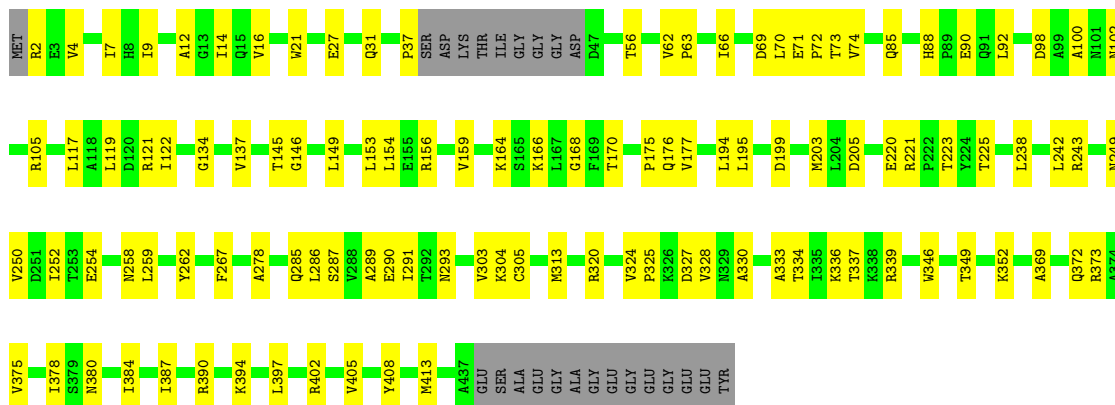 MET R2 E3 V4 I7 H8 I9 A12 G13 I14 Q15 V16 W21 E27 Q31 P37 SER ASP LYS THR ILE GLY GLY GLY ASP D47 T56 V62 P63 I66 D69 L70 E71 P72 T73 V74 Q85 H88 P89 E90 Q91 L92 D98 A99 A100 N101
R105 L117 A118 L119 D120 R121 I122 G134 V137 T145 G146 L149 L153 L154 E155 R156 V159 K164 S165 K166 L167 G168 F169 T170 P175 Q176 V177 L194 L195 D199 M203 L204 D205 E220 R221 P222 T223 Y224 T225 L238 L242 R243
V250 D251 I252 T253 E254 N258 L259 Y262 F267 A278 Q285 L286 S287 V288 A289 E290 I291 T292 N293 V303 K304 C305 M313 R320 V324 P325 K326 D327 V328 N329 A330 A333 T334 I335 K336 T337 K338 R339 W346 T349 K352 A369 Q372 R373 A374
V375 I378 S379 N380 I384 I387 R390 K394 L397 R402 V405 Y408 M413 A437 GLU SER ALA GLU GLY ALA GLY GLU GLY GLU GLY GLU GLU TYR